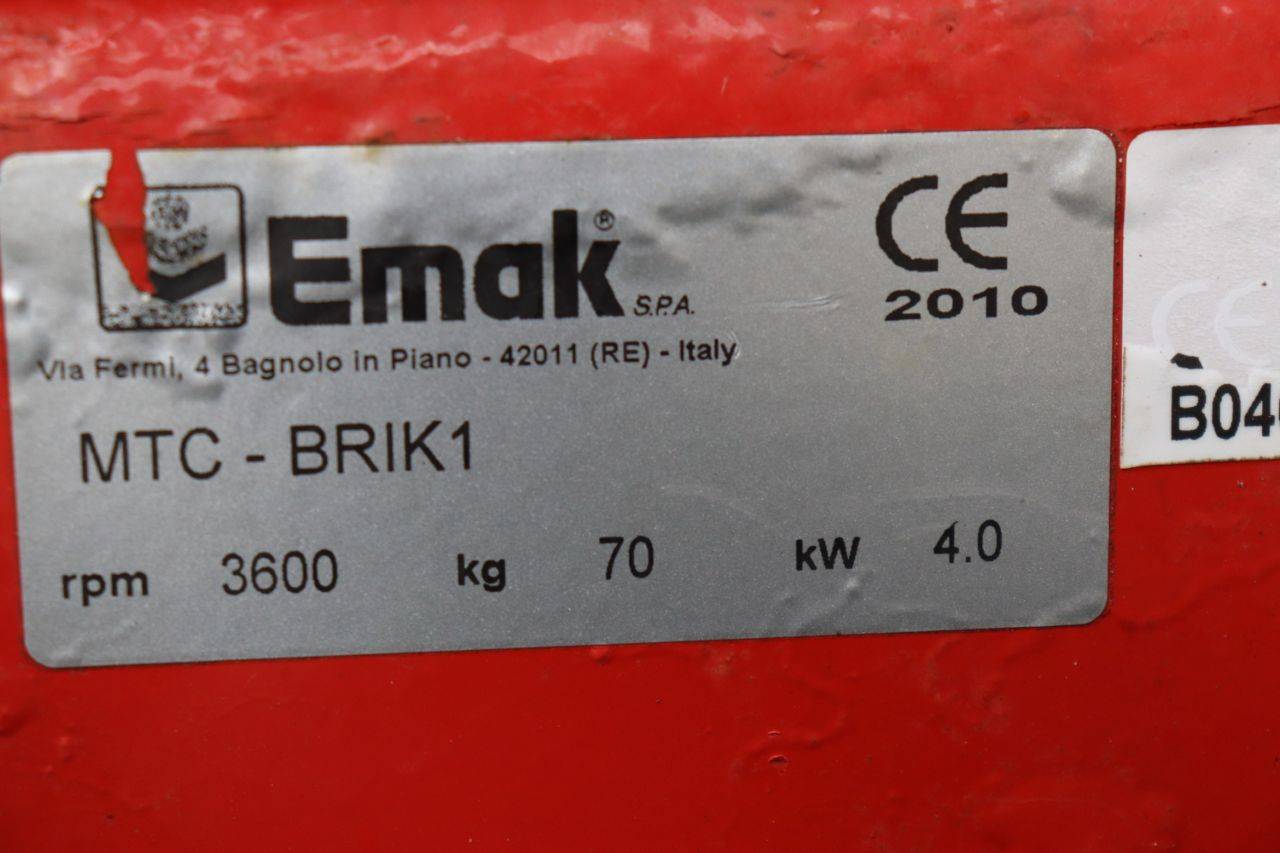 Emak® S.P.A.
CE
2010
Via Fermi, 4 Bagnolo in Piano - 42011 (RE) - Italy
MTC - BRIK1
rpm 3600 kg 70 kW 4.0
CE
B04